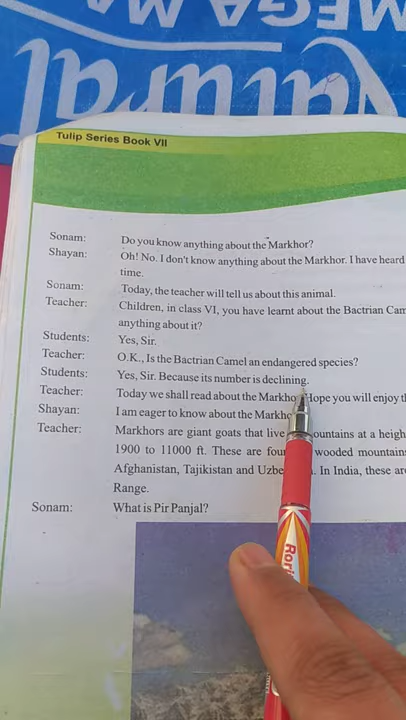 MEGA MA
Natural
Tulip Series Book VII
Sonam: Do you know anything about the Markhor?
Shayan: Oh! No. I don't know anything about the Markhor. I have heard
time.
Sonam: Today, the teacher will tell us about this animal.
Teacher: Children, in class VI, you have learnt about the Bactrian Cam
anything about it?
Students: Yes, Sir.
Teacher: O.K., Is the Bactrian Camel an endangered species?
Students: Yes, Sir. Because its number is declining.
Teacher: Today we shall read about the Markho Hope you will enjoy th
Shayan: I am eager to know about the Markho
Teacher: Markhors are giant goats that live ountains at a heigh
1900 to 11000 ft. These are fou wooded mountain
Afghanistan, Tajikistan and Uzbe . In India, these are
Range.
Sonam: What is Pir Panjal?
Rori